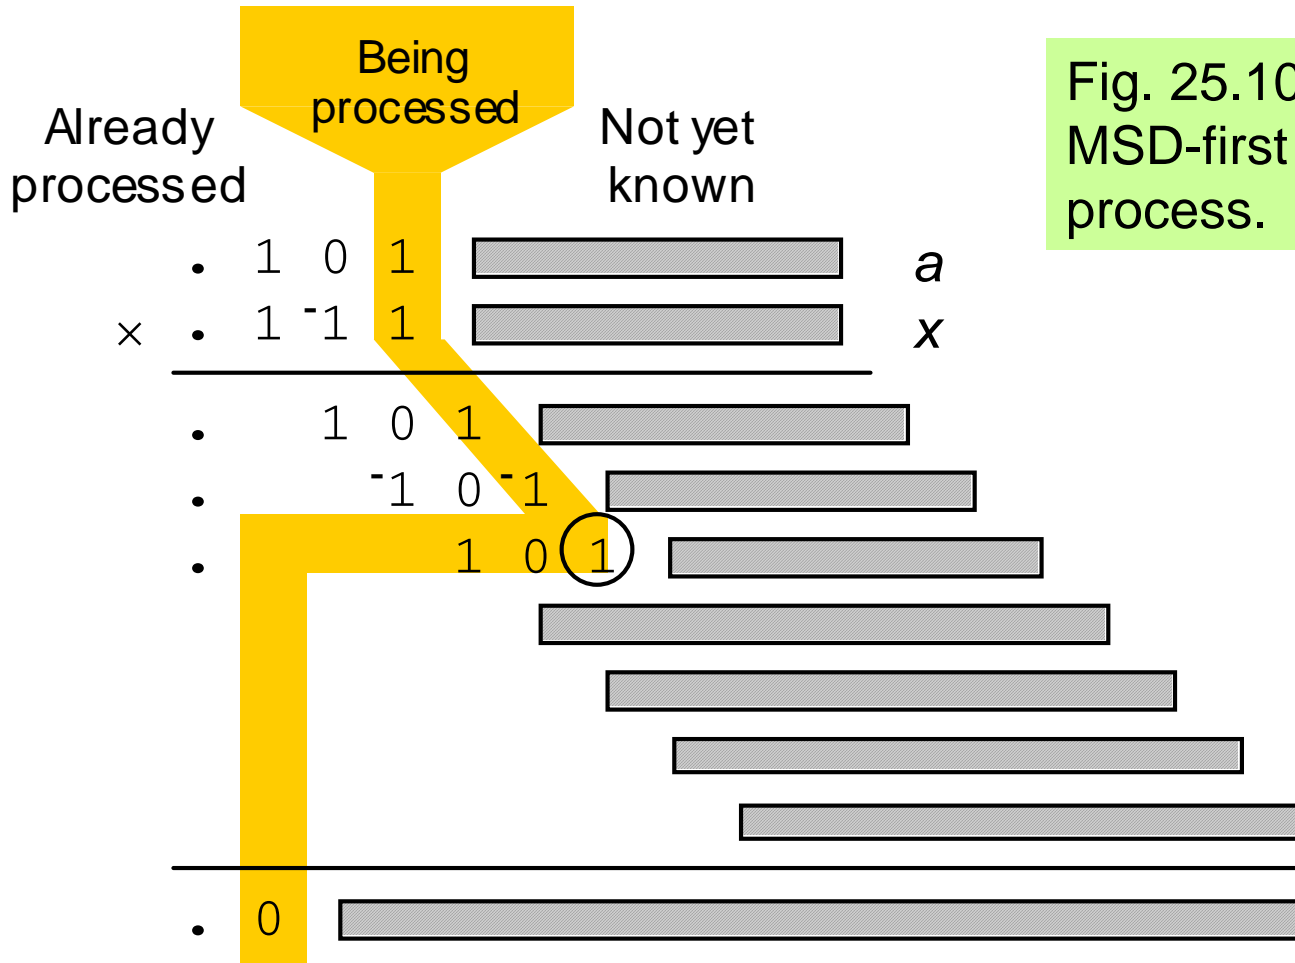 Being
processed
Already
processed
Not yet
known
Fig. 25.10
MSD-first
process.
. 1 0 1 a
× . 1 ⁻1 1 x
. 1 0 1
. ⁻1 0 ⁻1
. 1 0 1
. 0